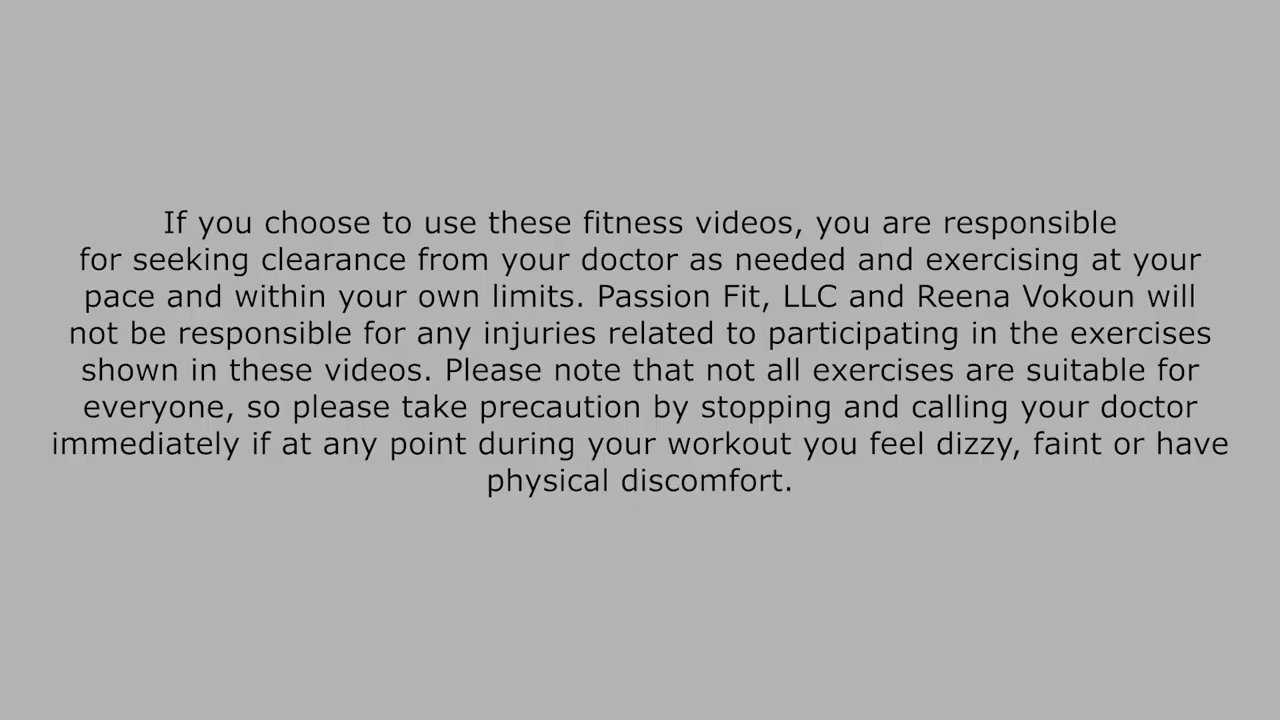 If you choose to use these fitness videos, you are responsible
for seeking clearance from your doctor as needed and exercising at your
pace and within your own limits. Passion Fit, LLC and Reena Vokoun will
not be responsible for any injuries related to participating in the exercises
shown in these videos. Please note that not all exercises are suitable for
everyone, so please take precaution by stopping and calling your doctor
immediately if at any point during your workout you feel dizzy, faint or have
physical discomfort.